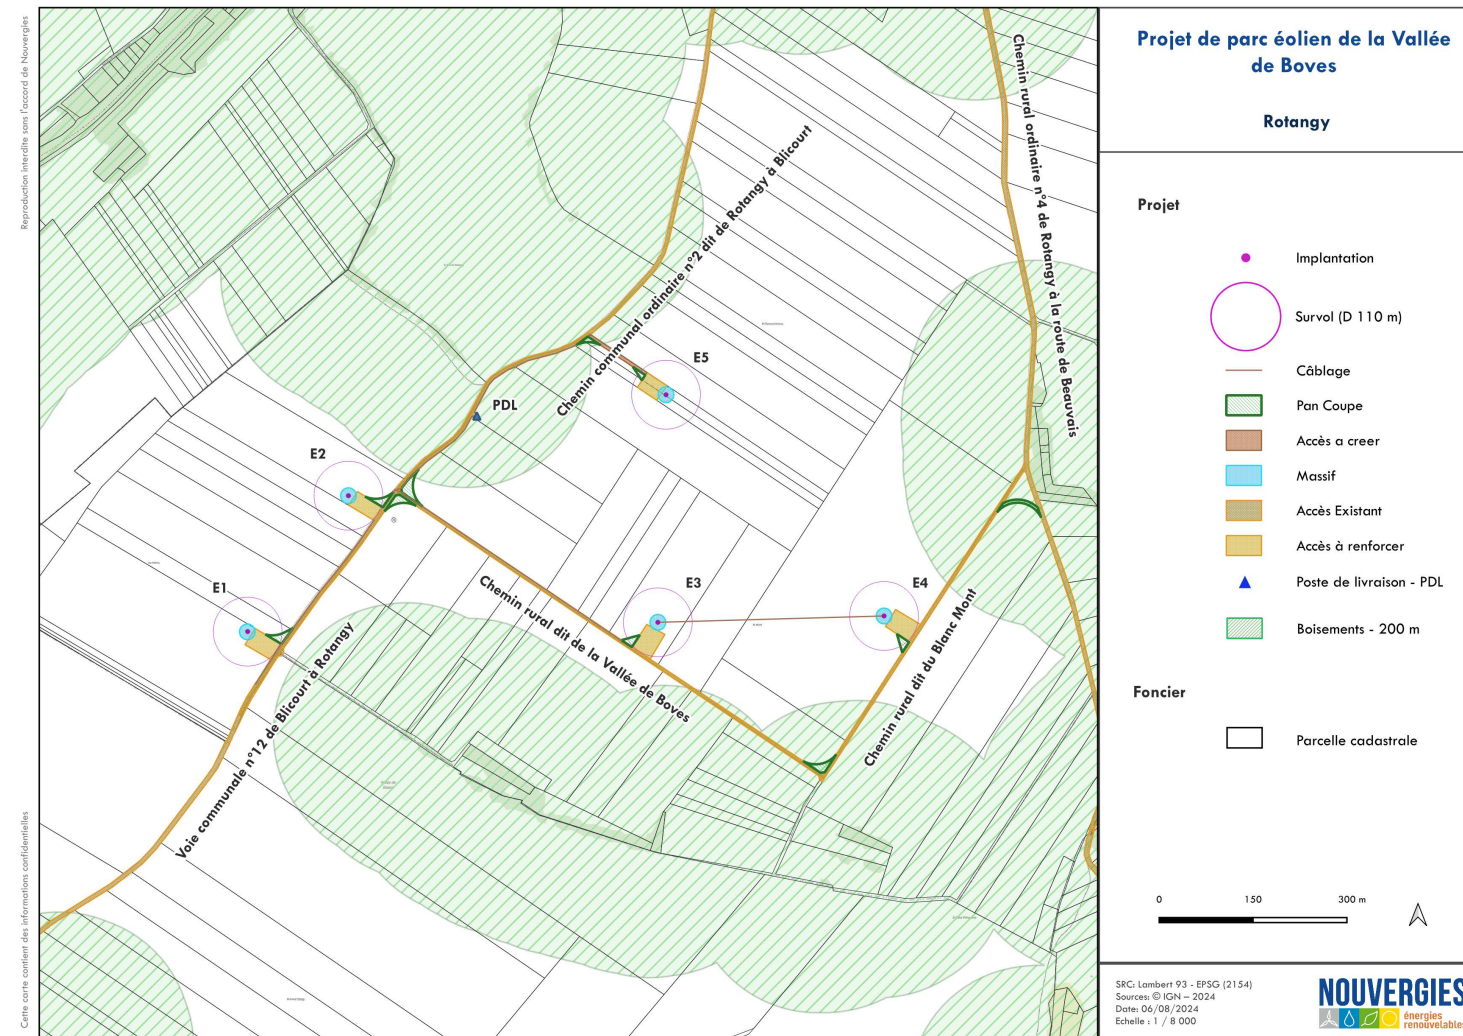 Reproduction interdite sans l'accord de Nouvergies
Cette carte contient des informations confidentielles
Chemin rural ordinaire n°4 de Rotangy à la route de Beauvais
Chemin communal ordinaire n°2 dit de Rotangy à Blicourt
E5
PDL
E2
E1
E3
E4
Chemin rural dit de la Vallée de Boves
Chemin rural dit du Blanc Mont
Voie communale n°12 de Blicourt à Rotangy
Projet de parc éolien de la Vallée
de Boves
Rotangy
Projet
Implantation
Survol (D 110 m)
Câblage
Pan Coupe
Accès a creer
Massif
Accès Existant
Accès à renforcer
Poste de livraison - PDL
Boisements - 200 m
Foncier
Parcelle cadastrale
0 150 300 m
SRC: Lambert 93 - EPSG (2154)
Sources: © IGN – 2024
Date: 06/08/2024
Echelle : 1 / 8 000
NOUVERGIES
énergies
renouvelables